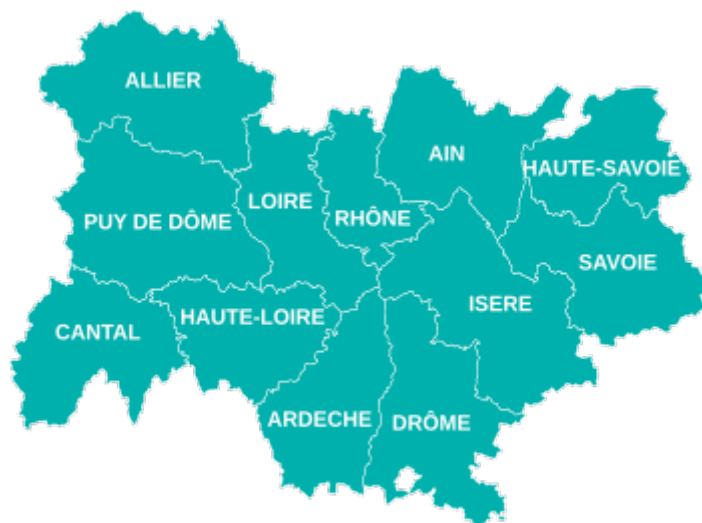 ALLIER
AIN
HAUTE-SAVOIE
LOIRE
RHÔNE
PUY DE DÔME
SAVOIE
ISERE
HAUTE-LOIRE
CANTAL
ARDECHE
DRÔME